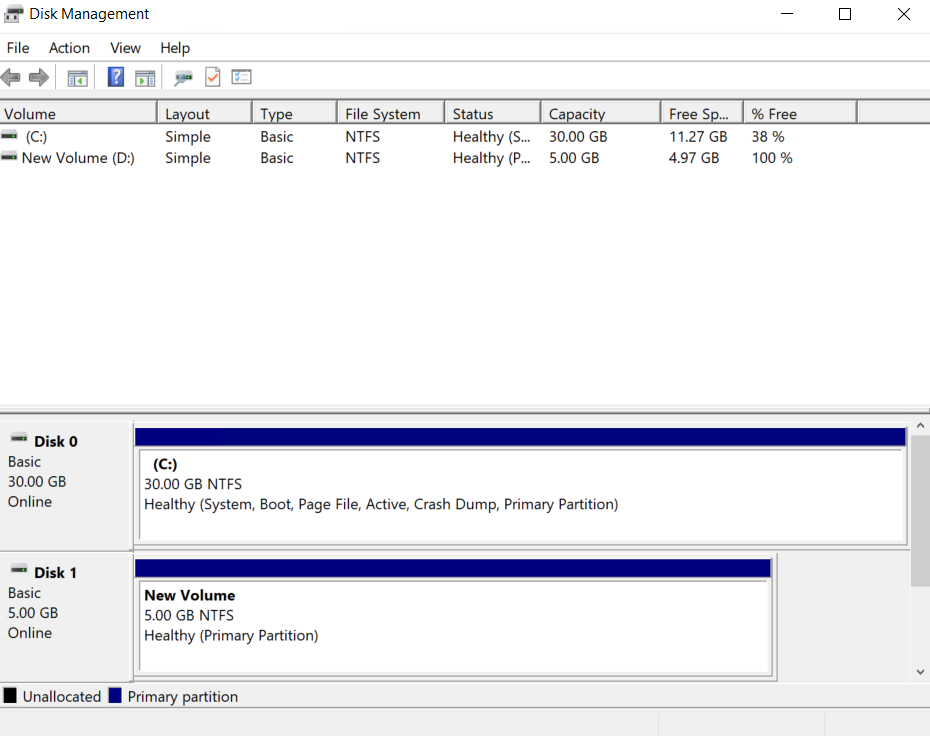 Disk Management
File Action View Help
Volume Layout Type File System Status Capacity Free Sp... % Free
(C:) Simple Basic NTFS Healthy (S... 30.00 GB 11.27 GB 38 %
New Volume (D:) Simple Basic NTFS Healthy (P... 5.00 GB 4.97 GB 100 %
Disk 0
Basic
30.00 GB
Online
(C:)
30.00 GB NTFS
Healthy (System, Boot, Page File, Active, Crash Dump, Primary Partition)
Disk 1
Basic
5.00 GB
Online
New Volume
5.00 GB NTFS
Healthy (Primary Partition)
Unallocated Primary partition